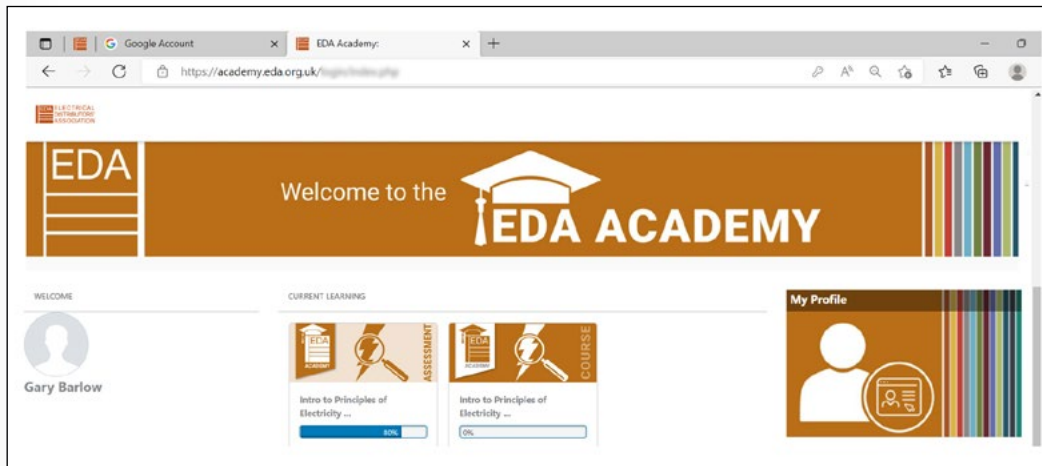 Google Account
EDA Academy:
https://academy.eda.org.uk/
EDA ELECTRICAL
DISTRIBUTORS'
ASSOCIATION
EDA
Welcome to the
EDA ACADEMY
WELCOME
CURRENT LEARNING
My Profile
EDA
ACADEMY
ASSESSMENT
EDA
ACADEMY
COURSE
Gary Barlow
Intro to Principles of
Electricity ...
80%
Intro to Principles of
Electricity ...
0%